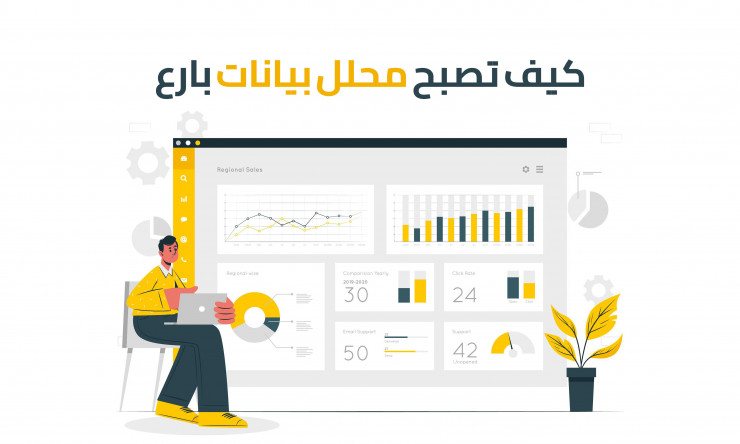 كيف تصبح محلل بيانات بارع
Regional Sales
Regional wise
Comparison Yearly
2019-2020
30
Click Rate
24
Email Support
50
Support
42